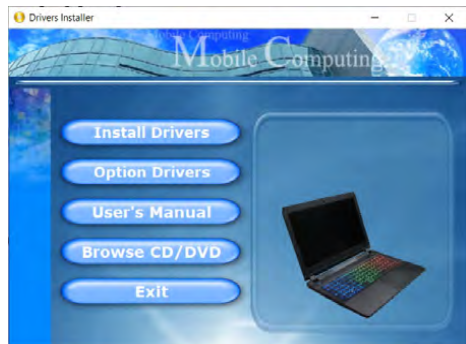 Drivers Installer
Mobile Computing
Mobile Computing
Install Drivers
Option Drivers
User's Manual
Browse CD/DVD
Exit